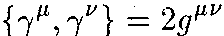 {γ^μ, γ^ν} = 2g^{μν}